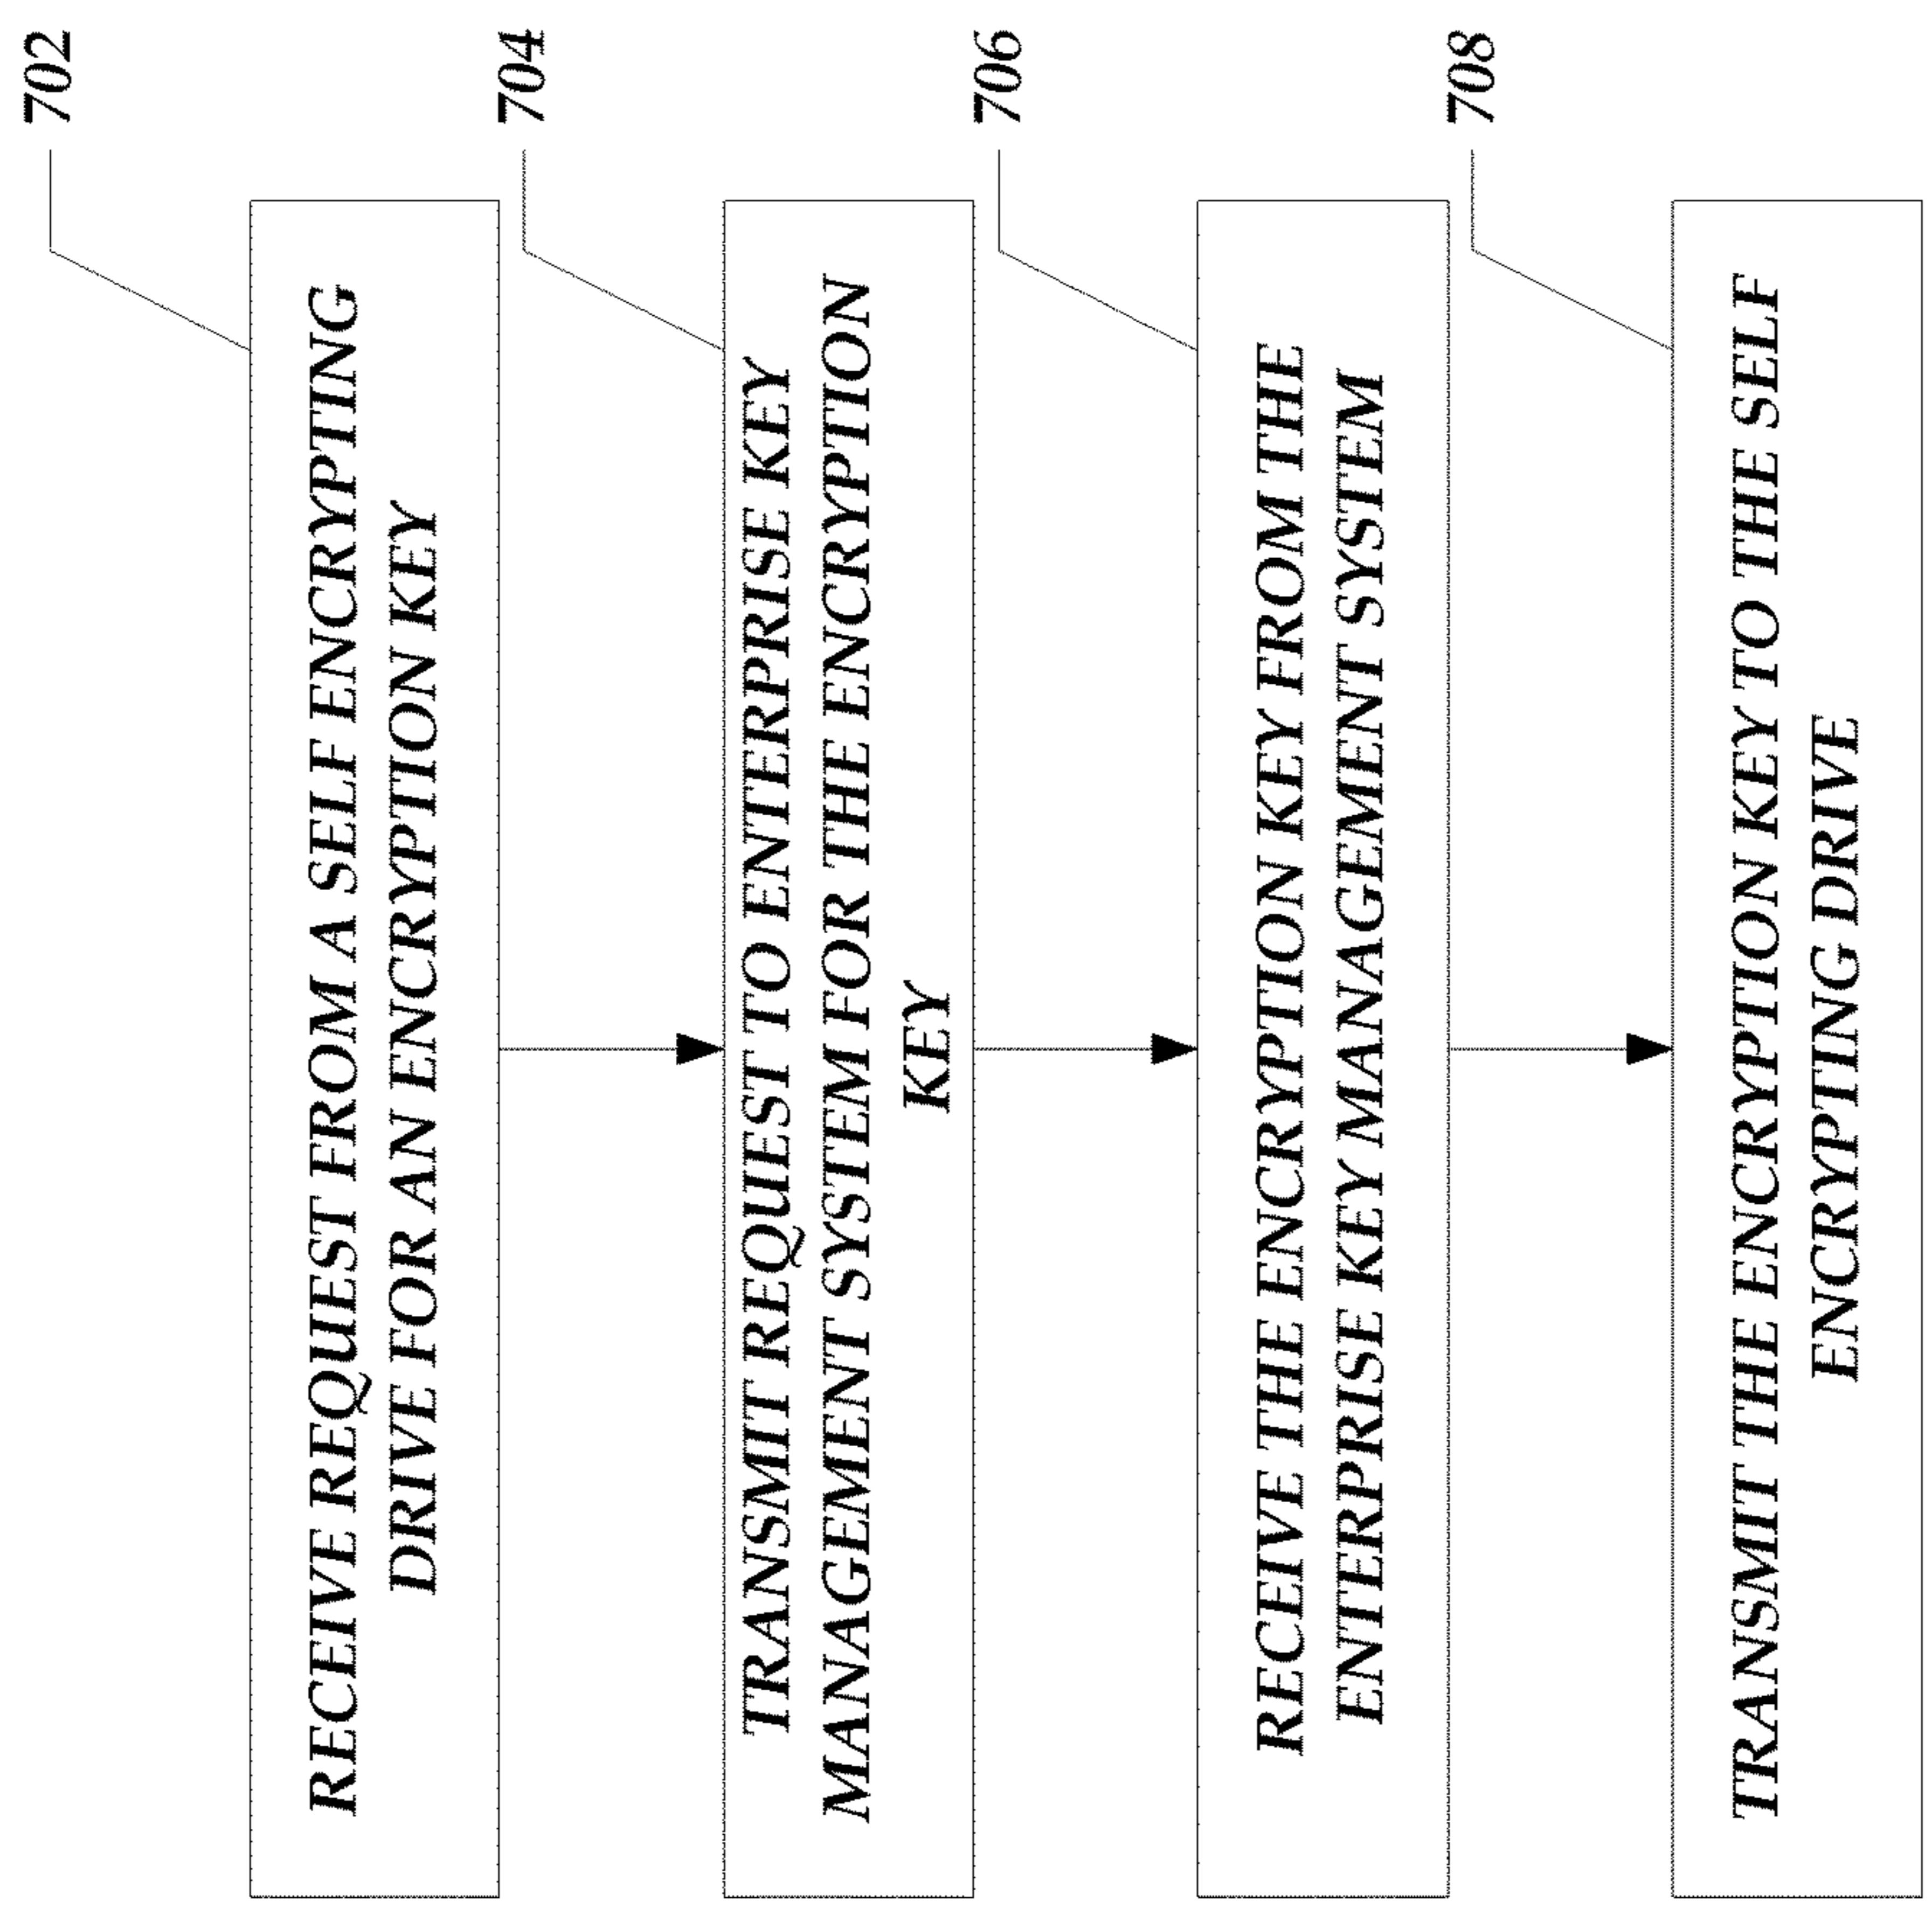 702
RECEIVE REQUEST FROM A SELF ENCRYPTING
DRIVE FOR AN ENCRYPTION KEY
704
TRANSMIT REQUEST TO ENTERPRISE KEY
MANAGEMENT SYSTEM FOR THE ENCRYPTION
KEY
706
RECEIVE THE ENCRYPTION KEY FROM THE
ENTERPRISE KEY MANAGEMENT SYSTEM
708
TRANSMIT THE ENCRYPTION KEY TO THE SELF
ENCRYPTING DRIVE